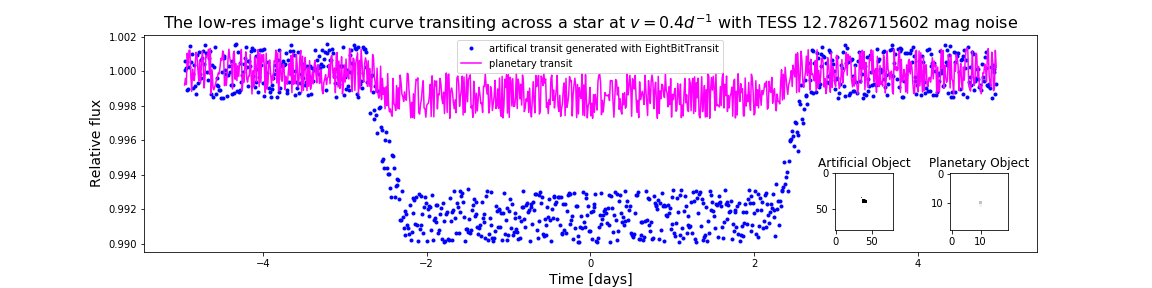 The low-res image's light curve transiting across a star at v = 0.4d⁻¹ with TESS 12.7826715602 mag noise
artifical transit generated with EightBitTransit
planetary transit
Relative flux
1.002
1.000
0.998
0.996
0.994
0.992
0.990
Artificial Object
0
50
0
50
Planetary Object
0
10
0
10
−4
−2
0
2
4
Time [days]